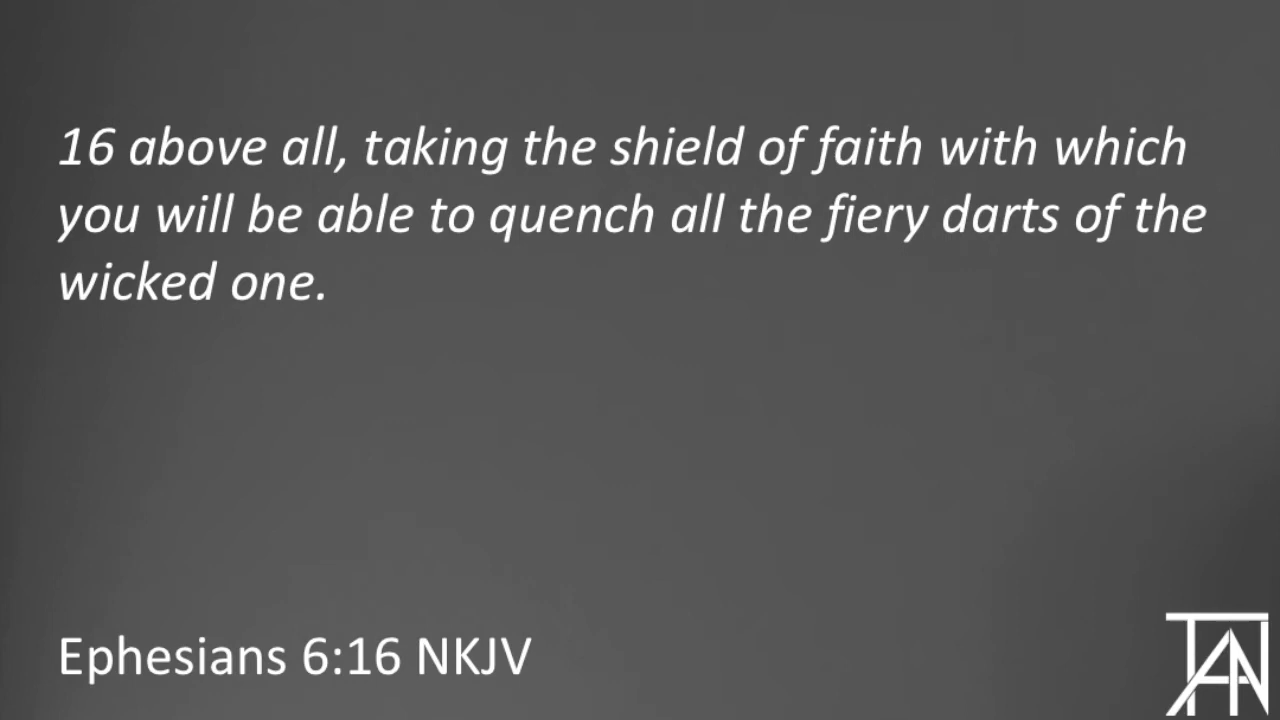 16 above all, taking the shield of faith with which
you will be able to quench all the fiery darts of the
wicked one.
Ephesians 6:16 NKJV
TAN